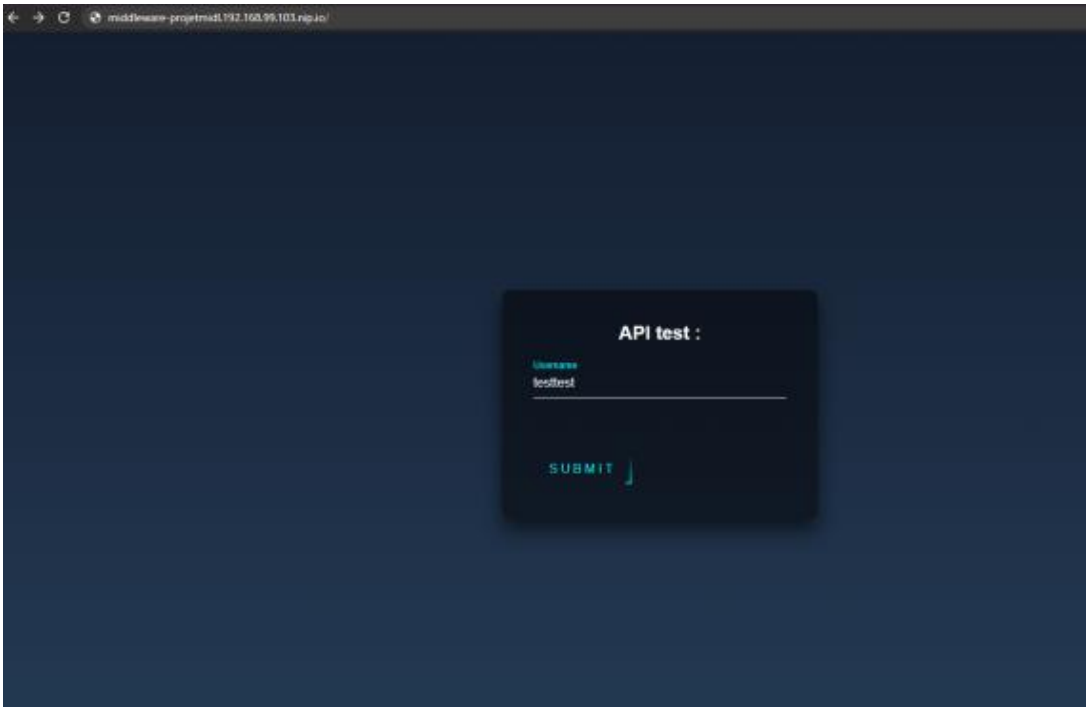 middleware-projetmidl.192.168.99.103.nip.io/
API test :
Username
testtest
SUBMIT